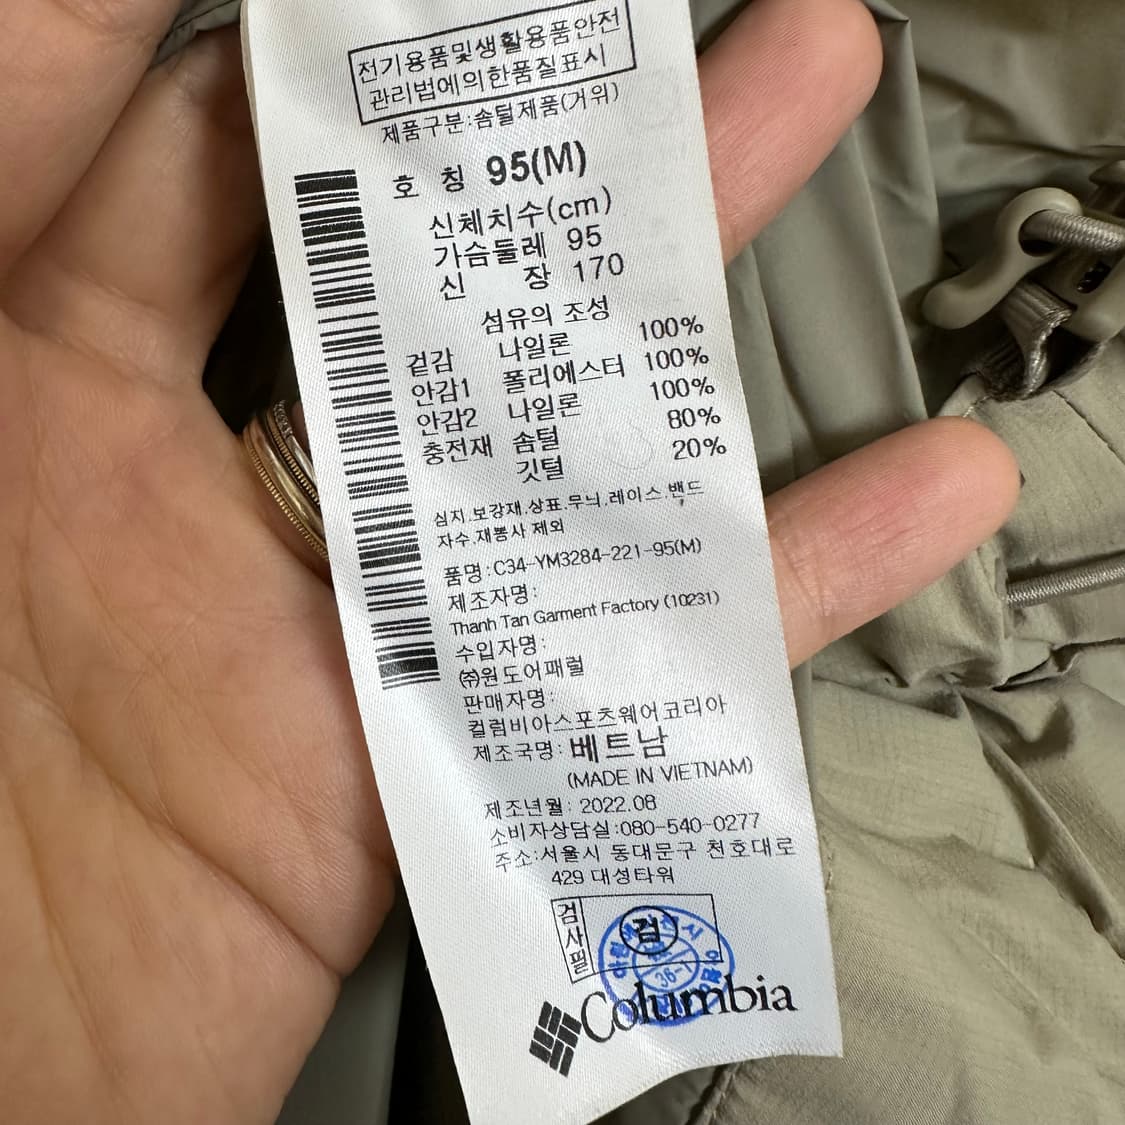 전기용품및생활용품안전
관리법에의한품질표시
제품구분:솜털제품(거위)
호 칭 95(M)
신체치수(cm)
가슴둘레 95
신 장 170
섬유의 조성
겉감 나일론 100%
안감1 폴리에스터 100%
안감2 나일론 100%
충전재 솜털 80%
깃털 20%
심지.보강재.상표.무늬.레이스.밴드
자수.재봉사 제외
품명:C34-YM3284-221-95(M)
제조자명:
Thanh Tan Garment Factory (10231)
수입자명:
㈜원도어패럴
판매자명:
컬럼비아스포츠웨어코리아
제조국명:베트남
(MADE IN VIETNAM)
제조년월: 2022.08
소비자상담실:080-540-0277
주소:서울시 동대문구 천호대로
429 대성타워
검사필
검
36-1
Columbia